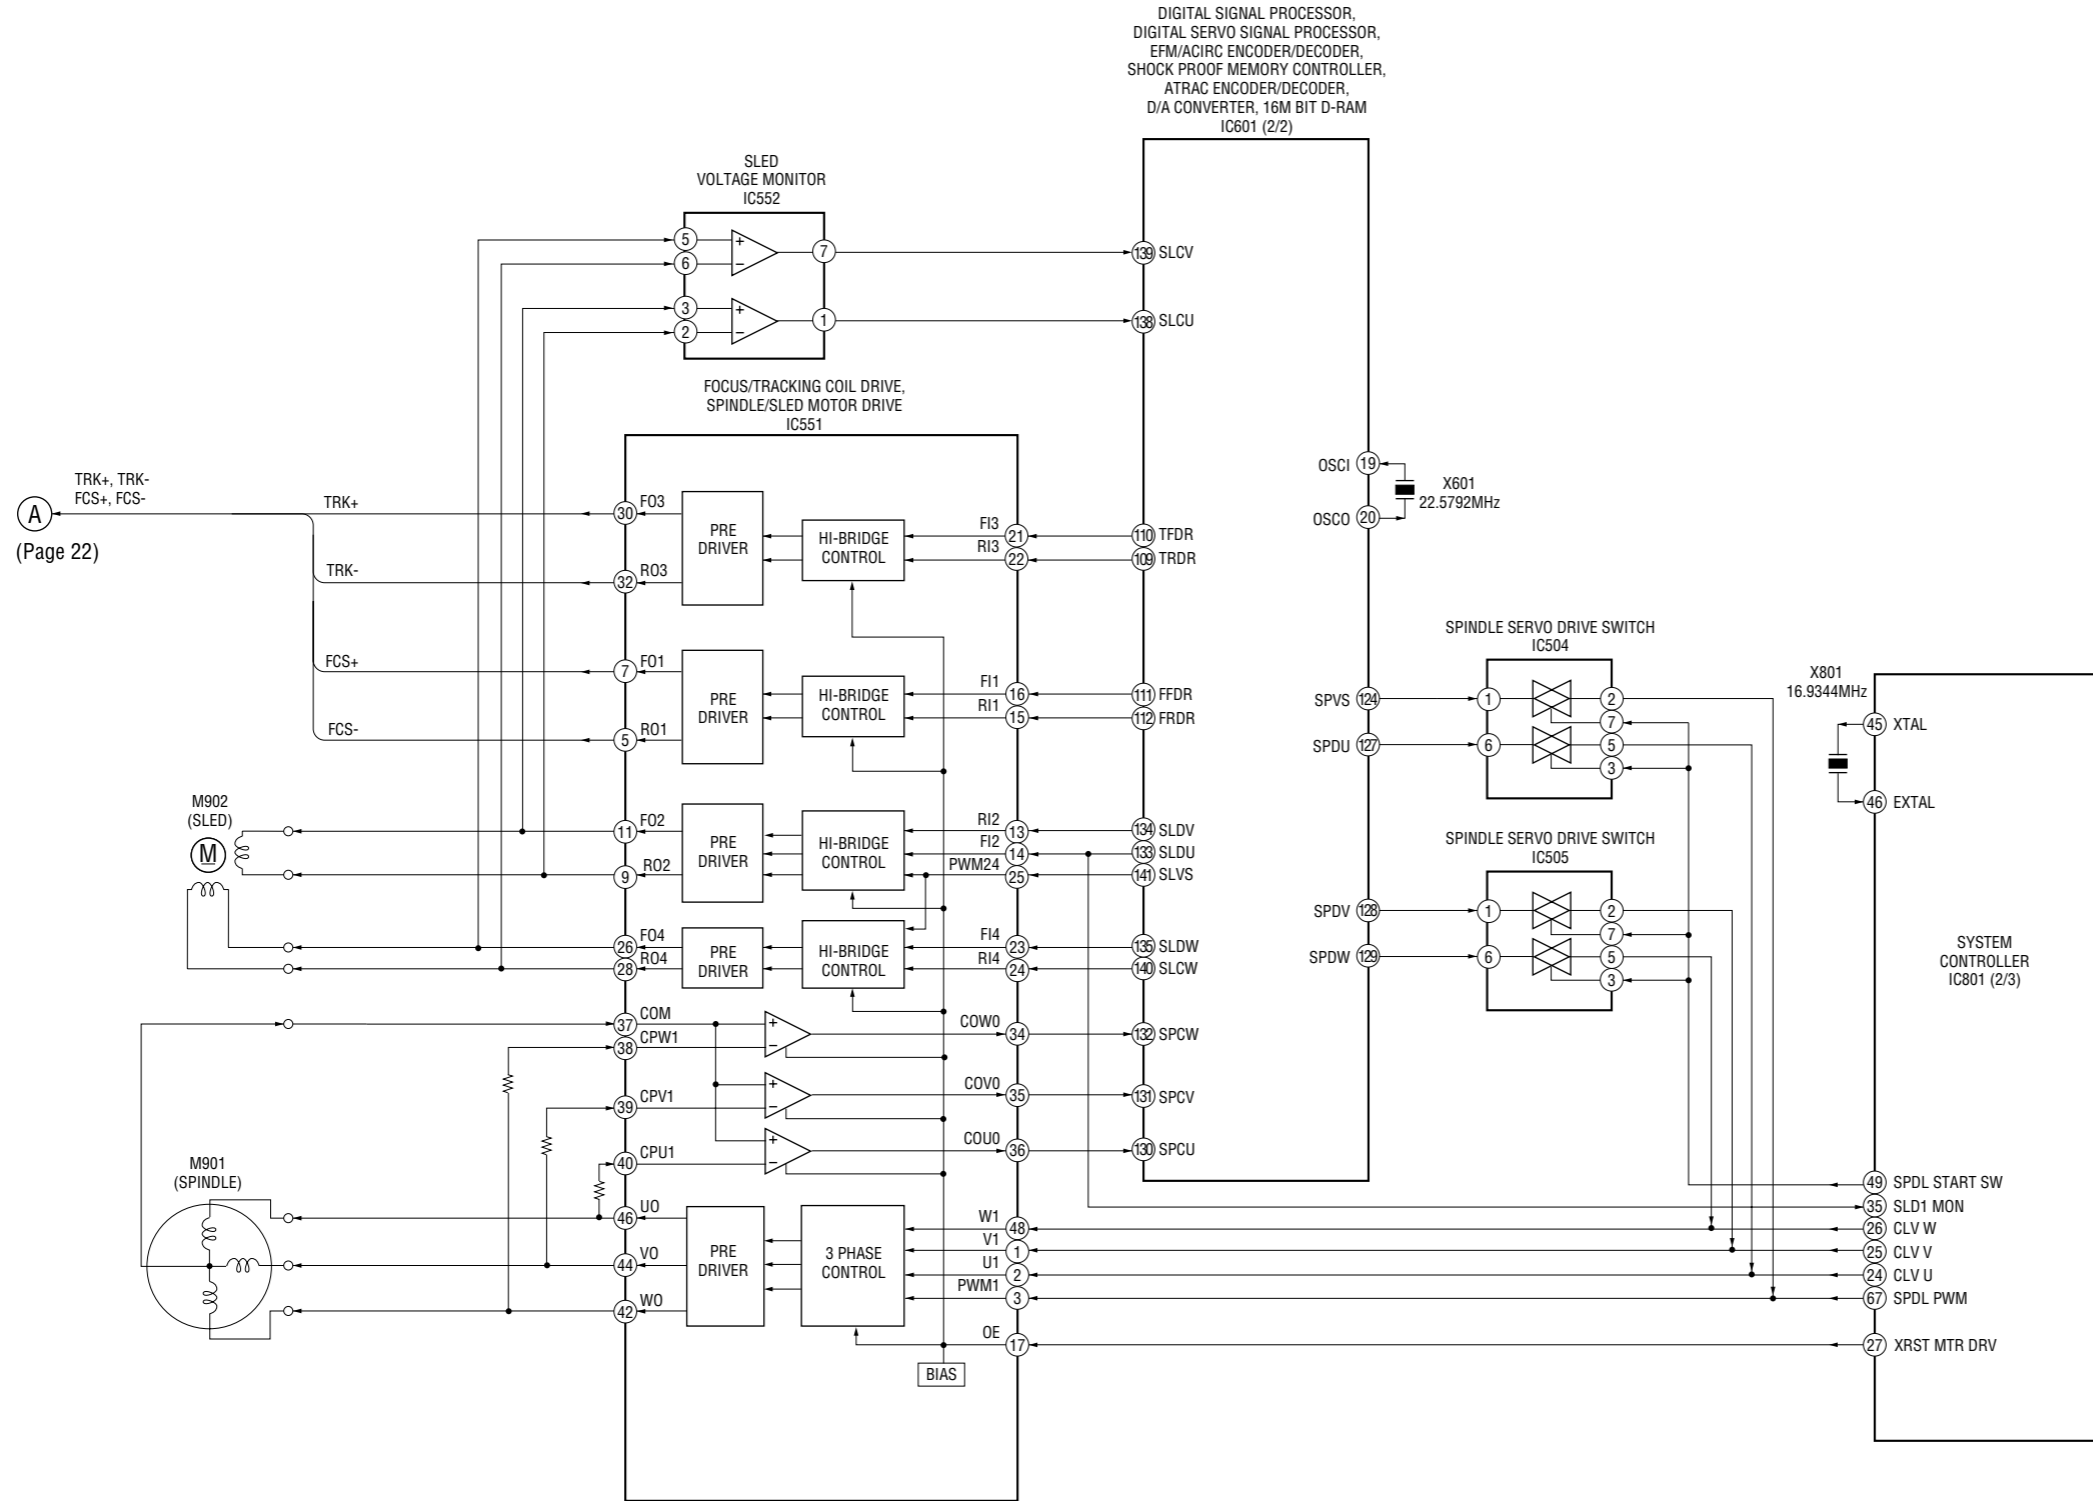 DIGITAL SIGNAL PROCESSOR,
DIGITAL SERVO SIGNAL PROCESSOR,
EFM/ACIRC ENCODER/DECODER,
SHOCK PROOF MEMORY CONTROLLER,
ATRAC ENCODER/DECODER,
D/A CONVERTER, 16M BIT D-RAM
IC601 (2/2)
SLED
VOLTAGE MONITOR
IC552
5
+
7
6
−
139 SLCV
3
+
1
2
−
138 SLCU
FOCUS/TRACKING COIL DRIVE,
SPINDLE/SLED MOTOR DRIVE
IC551
A
TRK+, TRK-
FCS+, FCS-
(Page 22)
TRK+
30 FO3
TRK-
32 RO3
PRE
DRIVER
HI-BRIDGE
CONTROL
FI3 21
RI3 22
110 TFDR
109 TRDR
OSCI 19
OSCO 20
X601
22.5792MHz
FCS+
7 FO1
FCS-
5 RO1
PRE
DRIVER
HI-BRIDGE
CONTROL
FI1 16
RI1 15
111 FFDR
112 FRDR
SPINDLE SERVO DRIVE SWITCH
IC504
SPVS 124
1
2
7
SPDU 127
6
5
3
X801
16.9344MHz
45 XTAL
46 EXTAL
M902
(SLED)
M
11 FO2
9 RO2
PRE
DRIVER
HI-BRIDGE
CONTROL
RI2 13
FI2 14
PWM24 25
134 SLDV
133 SLDU
141 SLVS
SPINDLE SERVO DRIVE SWITCH
IC505
SPDV 128
1
2
7
SPDW 129
6
5
3
26 FO4
28 RO4
PRE
DRIVER
HI-BRIDGE
CONTROL
FI4 23
RI4 24
135 SLDW
140 SLCW
SYSTEM
CONTROLLER
IC801 (2/3)
37 COM
38 CPW1
+
−
COW0 34
132 SPCW
39 CPV1
+
−
COV0 35
131 SPCV
40 CPU1
+
−
COU0 36
130 SPCU
M901
(SPINDLE)
46 UO
44 VO
42 WO
PRE
DRIVER
3 PHASE
CONTROL
W1 48
V1 1
U1 2
PWM1 3
OE 17
BIAS
49 SPDL START SW
35 SLD1 MON
26 CLV W
25 CLV V
24 CLV U
67 SPDL PWM
27 XRST MTR DRV